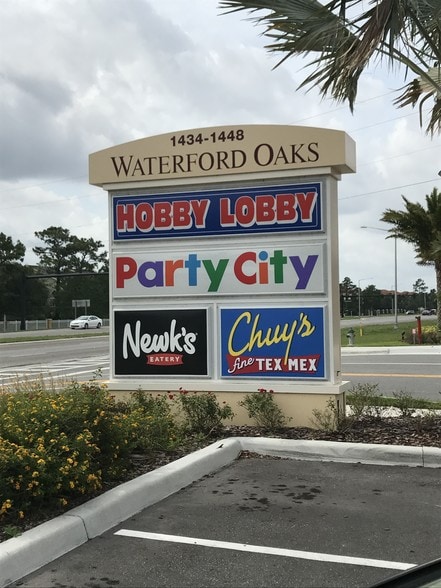 1434-1448
WATERFORD OAKS
HOBBY LOBBY
Party City
Newk's
EATERY
Chuy's
fine TEX MEX